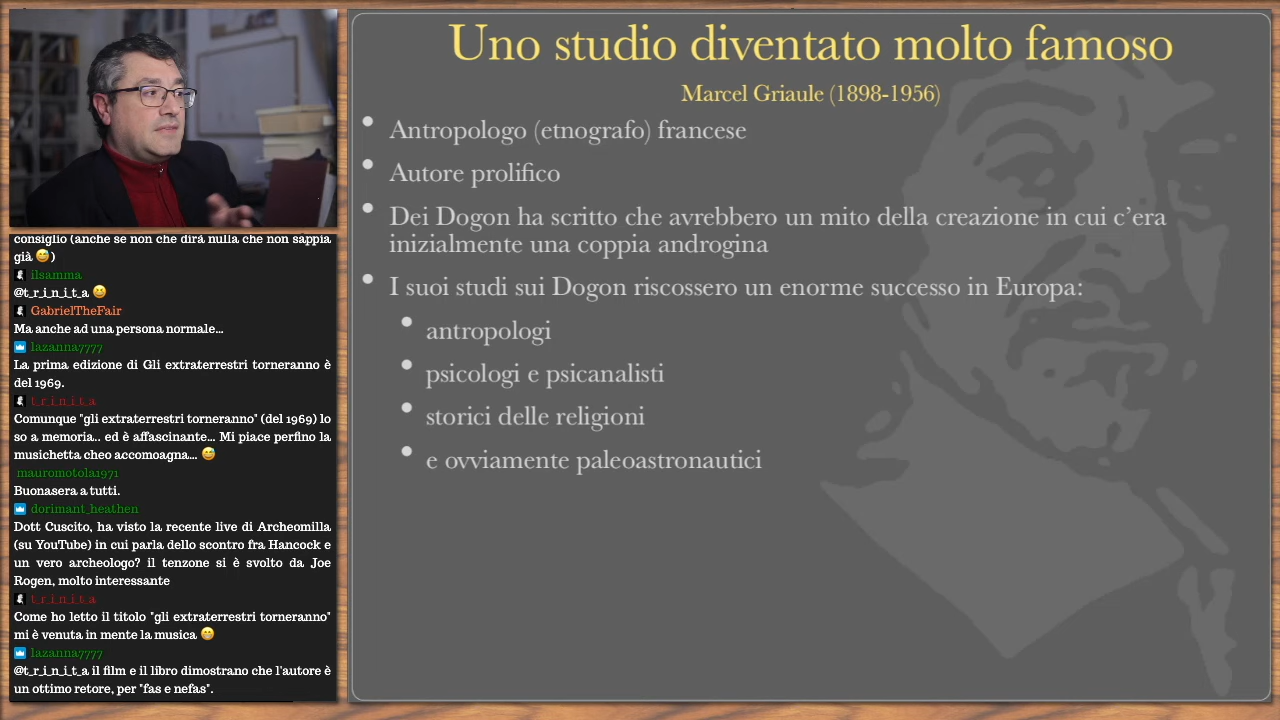 Uno studio diventato molto famoso
Marcel Griaule (1898-1956)
Antropologo (etnografo) francese
Autore prolifico
Dei Dogon ha scritto che avrebbero un mito della creazione in cui c’era
inizialmente una coppia androgina
I suoi studi sui Dogon riscossero un enorme successo in Europa:
antropologi
psicologi e psicanalisti
storici delle religioni
e ovviamente paleoastronautici
consiglio (anche se non che dirà nulla che non sappia
già 😅)
ilsamma
@t_r_i_n_i_t_a 😄
GabrielTheFair
Ma anche ad una persona normale...
lazanna7777
La prima edizione di Gli extraterrestri torneranno è
del 1969.
t_r_i_n_i_t_a
Comunque "gli extraterrestri torneranno" (del 1969) lo
so a memoria.. ed è affascinante... Mi piace perfino la
musichetta cheo accomoagna... 😅
mauromotola1971
Buonasera a tutti.
dorimant_heathen
Dott Cuscito, ha visto la recente live di Archeomilla
(su YouTube) in cui parla dello scontro fra Hancock e
un vero archeologo? il tenzone si è svolto da Joe
Rogen, molto interessante
t_r_i_n_i_t_a
Come ho letto il titolo "gli extraterrestri torneranno"
mi è venuta in mente la musica 😁
lazanna7777
@t_r_i_n_i_t_a il film e il libro dimostrano che l'autore è
un ottimo retore, per "fas e nefas".